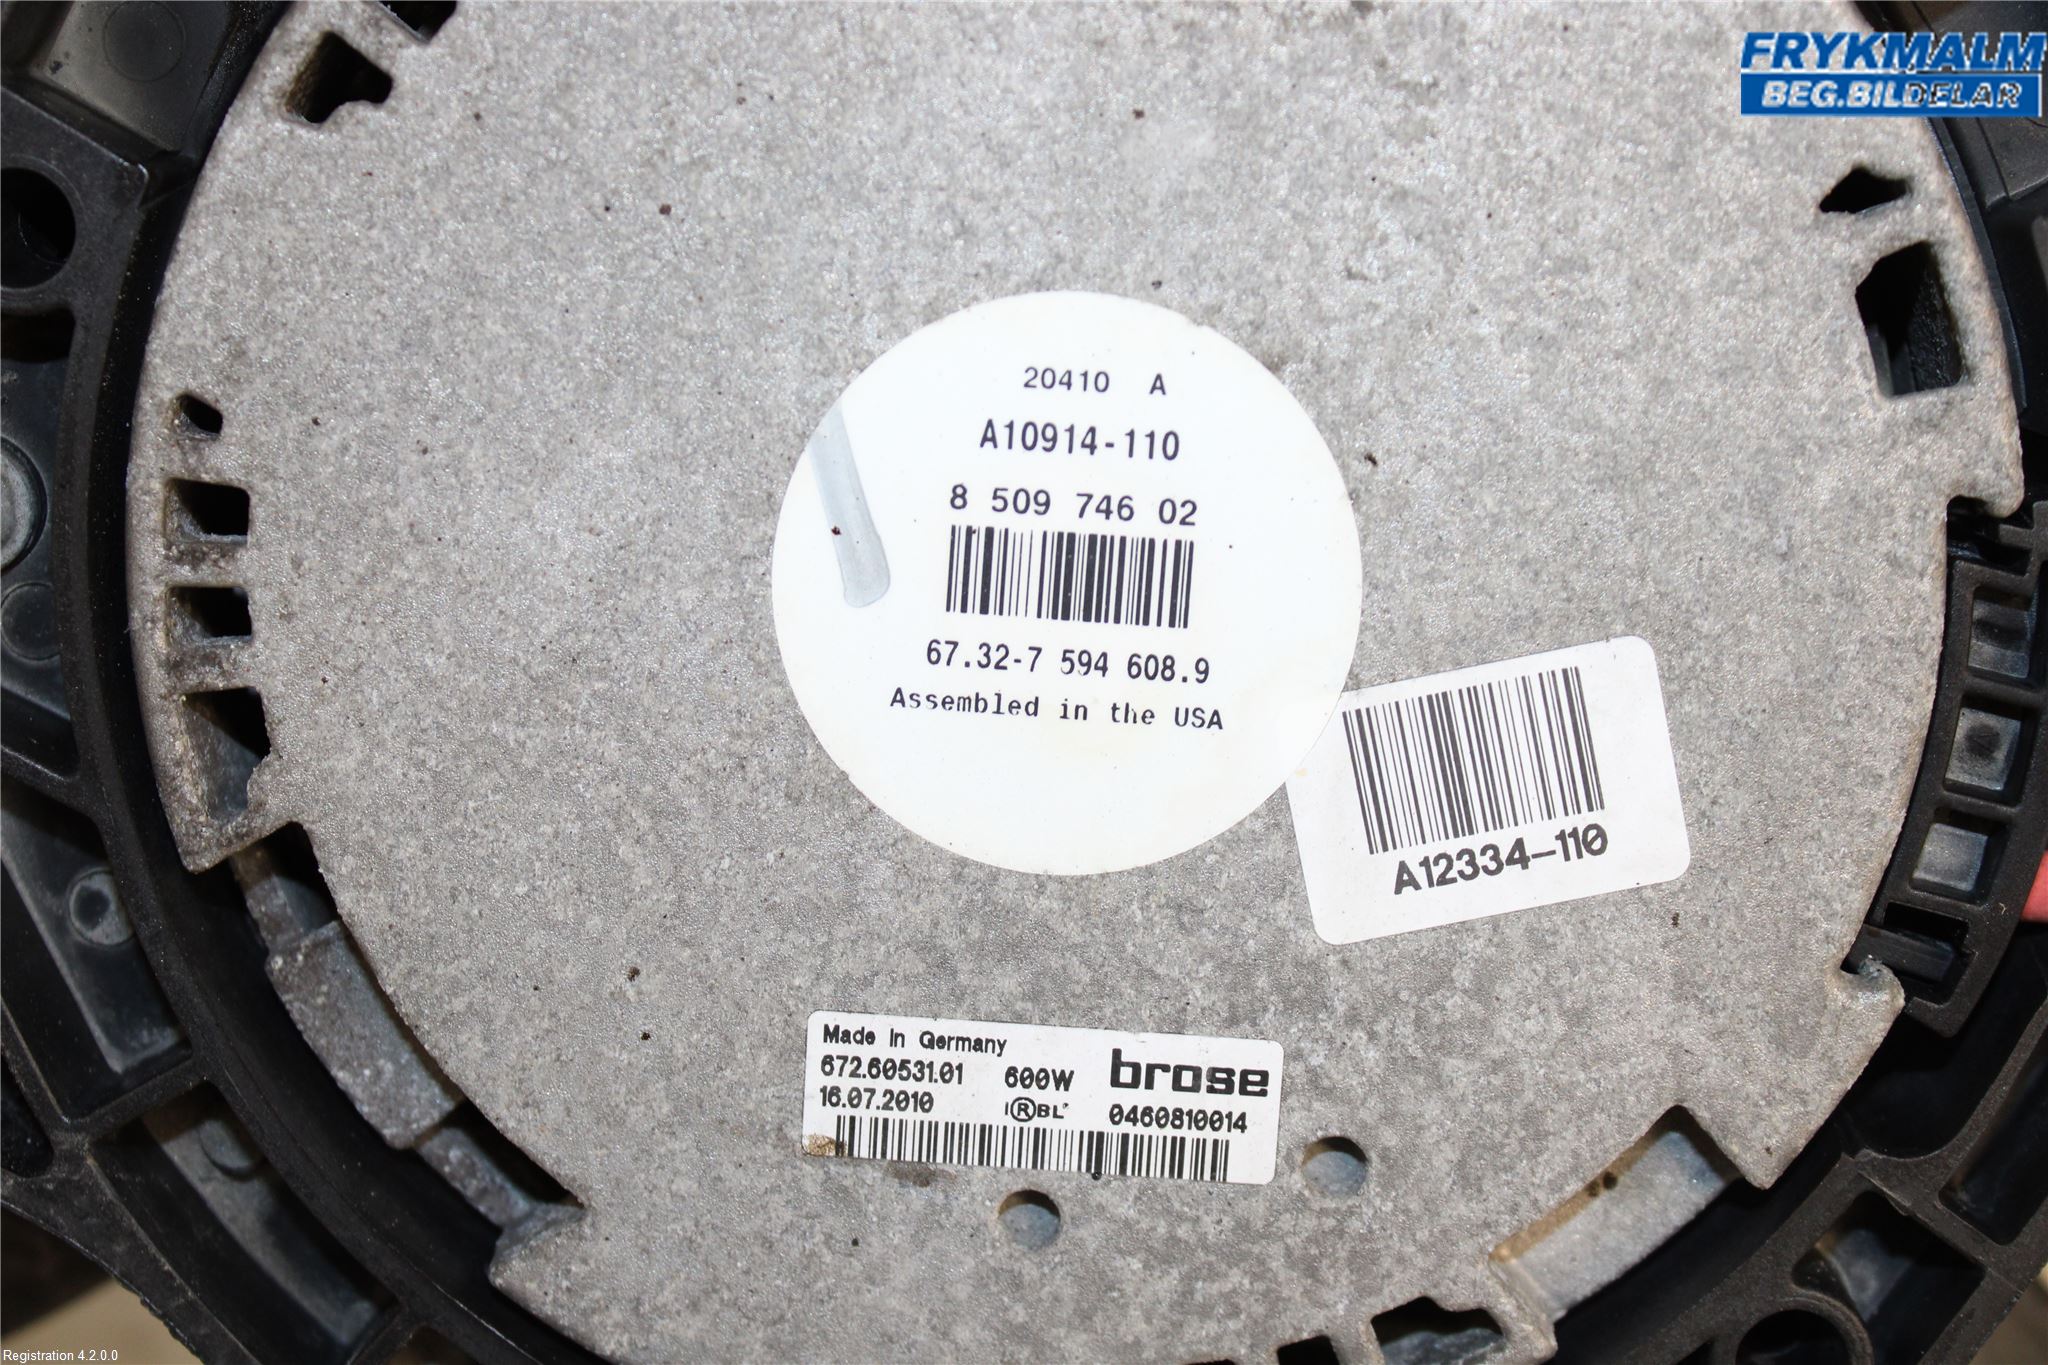 FRYKMALM
BEG.BILDELAR
20410 A
A10914-110
8 509 746 02
67.32-7 594 608.9
Assembled in the USA
A12334-110
Made in Germany
672.60531.01 600W brose
16.07.2010 0460810014
Registration 4.2.0.0